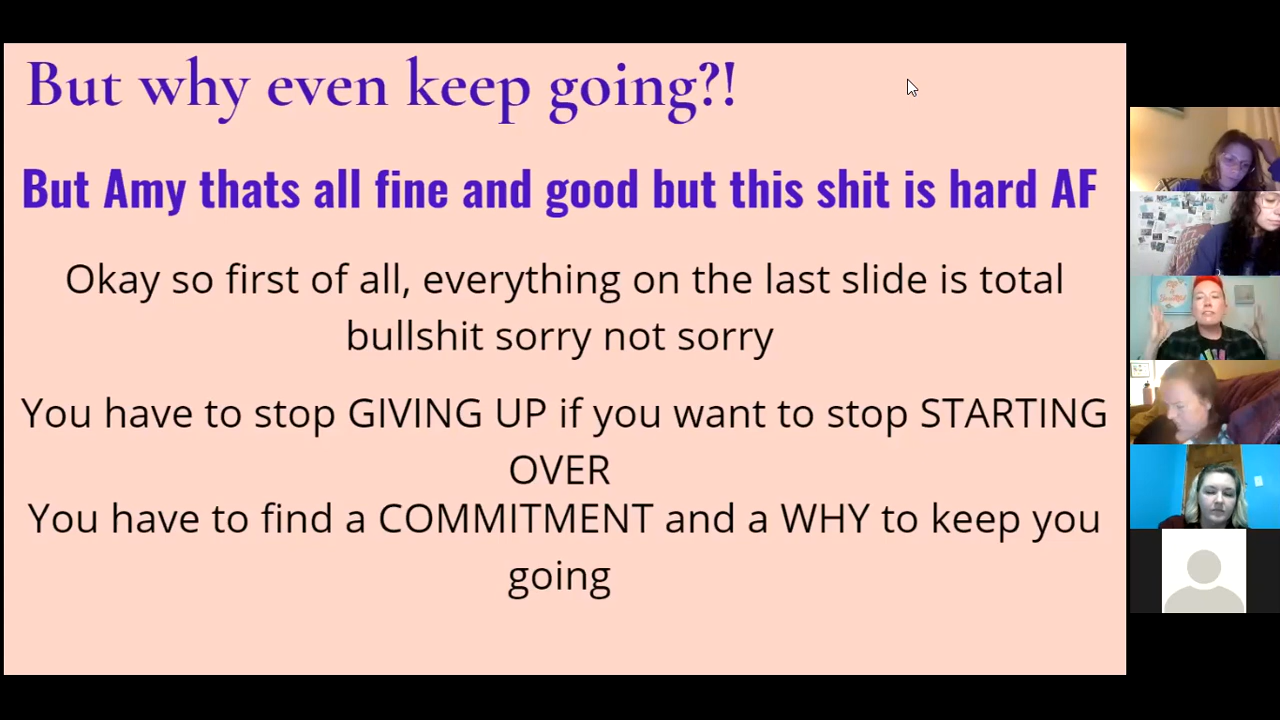 But why even keep going?!
But Amy thats all fine and good but this shit is hard AF
Okay so first of all, everything on the last slide is total
bullshit sorry not sorry
You have to stop GIVING UP if you want to stop STARTING
OVER
You have to find a COMMITMENT and a WHY to keep you
going